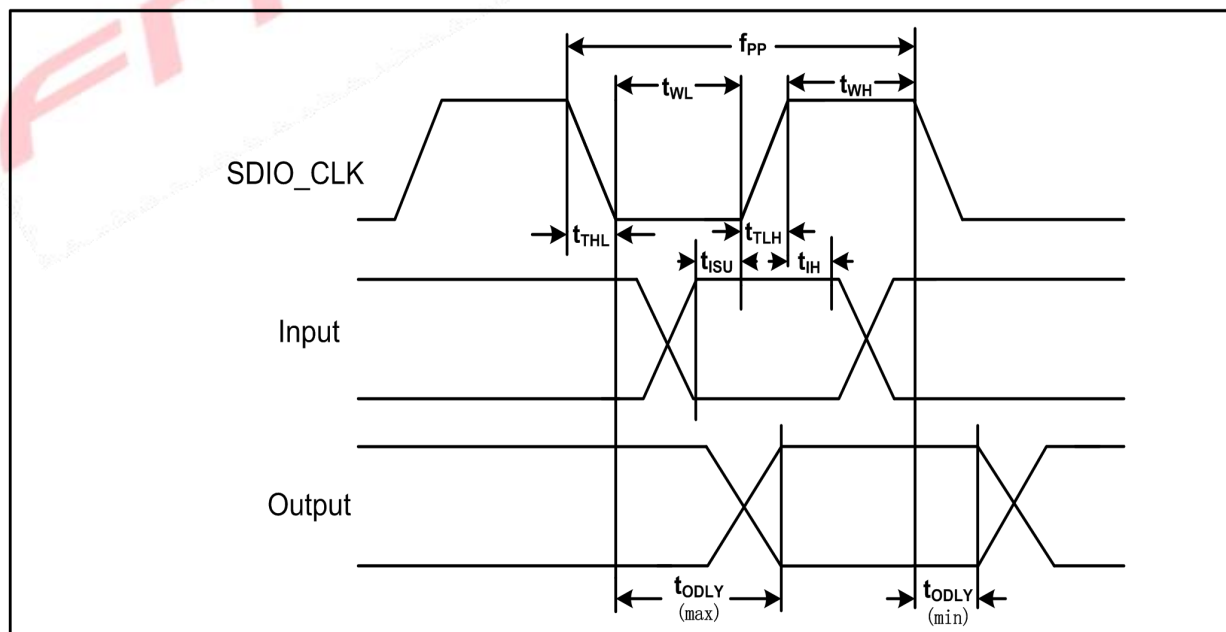 fPP
tWL
tWH
SDIO_CLK
tTHL
tTLH
tISU
tIH
Input
Output
tODLY
(max)
tODLY
(min)